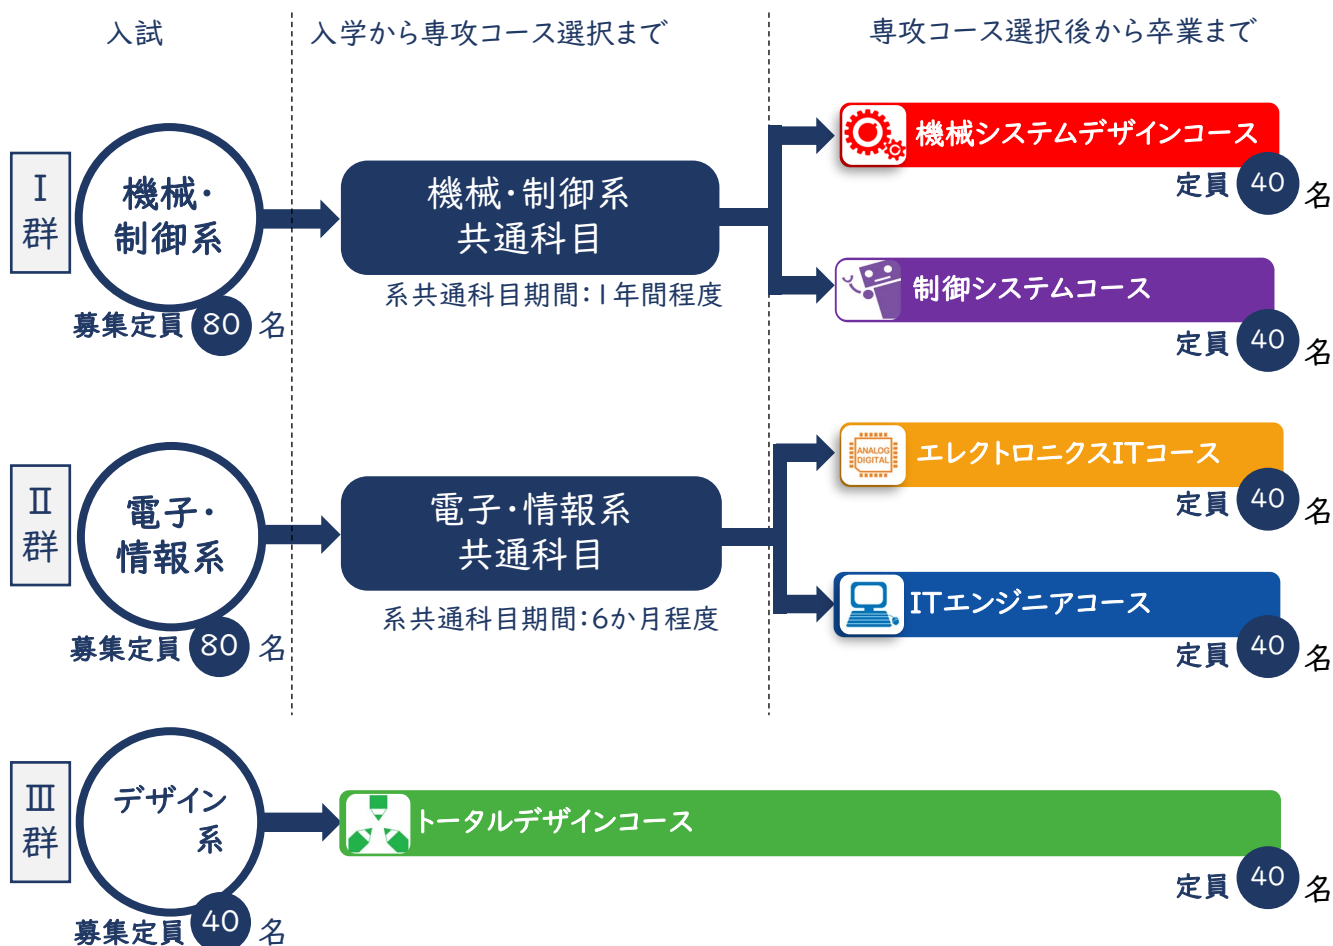 入試
入学から専攻コース選択まで
専攻コース選択後から卒業まで
Ⅰ
群
機械・
制御系
募集定員 80 名
機械・制御系
共通科目
系共通科目期間:1年間程度
機械システムデザインコース
定員 40 名
制御システムコース
定員 40 名
Ⅱ
群
電子・
情報系
募集定員 80 名
電子・情報系
共通科目
系共通科目期間:6か月程度
ANALOG
DIGITAL
エレクトロニクスITコース
定員 40 名
ITエンジニアコース
定員 40 名
Ⅲ
群
デザイン
系
募集定員 40 名
トータルデザインコース
定員 40 名